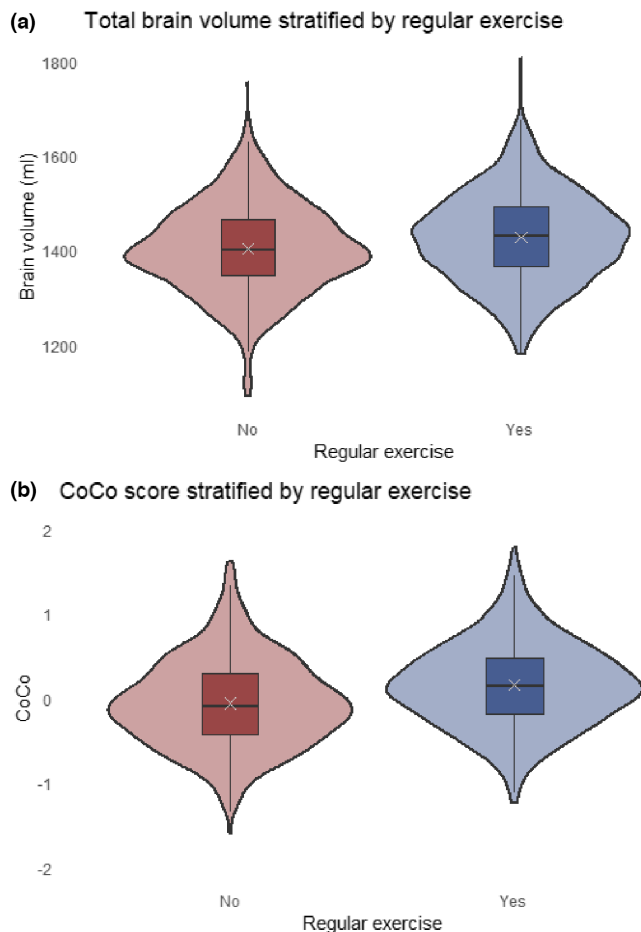 (a) Total brain volume stratified by regular exercise
1800
1600
1400
1200
Brain volume (ml)
No Yes
Regular exercise
(b) CoCo score stratified by regular exercise
2
1
0
-1
-2
CoCo
No Yes
Regular exercise